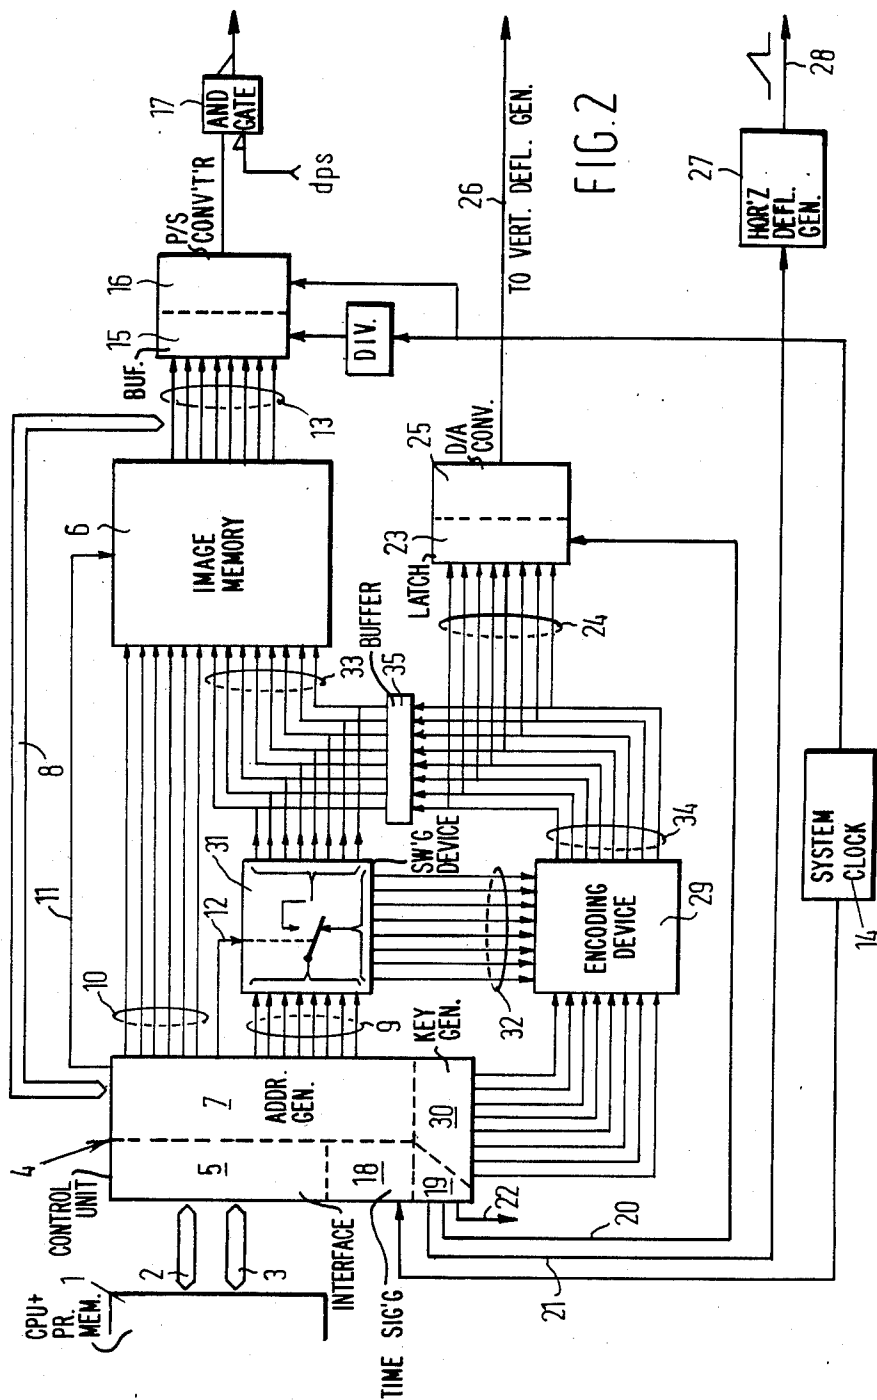 CPU+
PR.
MEM.
1
2
3
CONTROL
UNIT
4
5
INTERFACE
TIME SIG'G
18
19
7
ADDR.
GEN.
KEY
GEN.
30
22
20
21
8
11
10
12
9
31
SW'G
DEVICE
32
ENCODING
DEVICE
29
34
SYSTEM
CLOCK
14
6
IMAGE
MEMORY
33
BUFFER
35
LATCH
23
25
D/A
CONV.
24
13
BUF.
15
16
P/S
CONV'T'R
DIV.
17
AND
GATE
dps
26
TO VERT. DEFL. GEN.
FIG.2
27
HOR'Z
DEFL.
GEN.
28